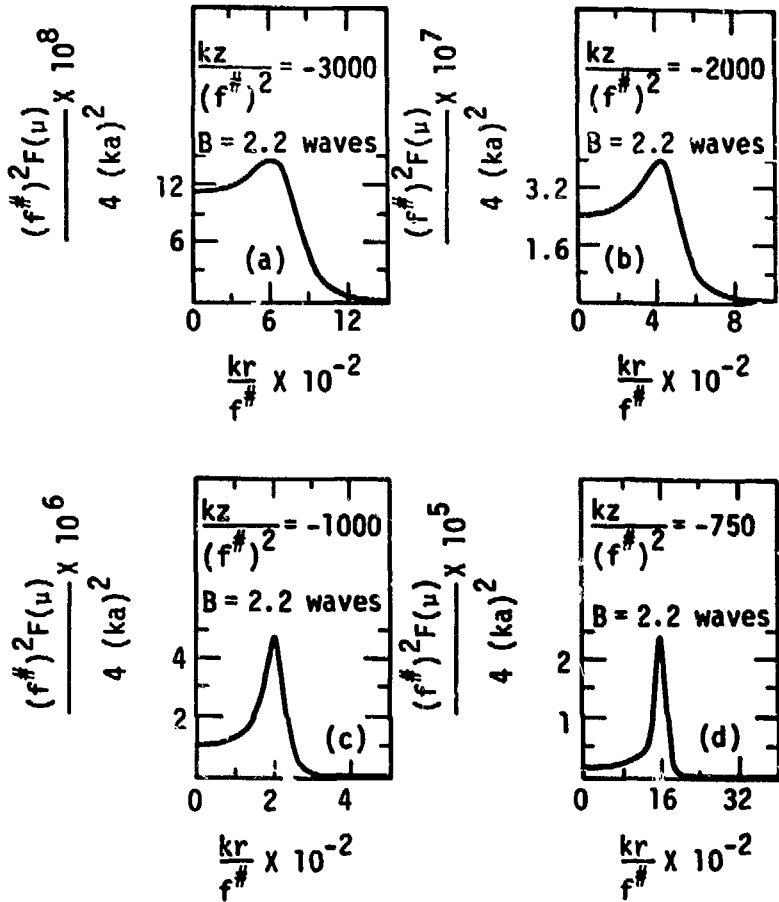 (f#)²F(μ) / 4 (ka)² X 10⁸
kz / (f#)² = -3000
B = 2.2 waves
12
6
(a)
0 6 12
kr / f# X 10⁻²
(f#)²F(μ) / 4 (ka)² X 10⁷
kz / (f#)² = -2000
B = 2.2 waves
3.2
1.6
(b)
0 4 8
kr / f# X 10⁻²
(f#)²F(μ) / 4 (ka)² X 10⁶
kz / (f#)² = -1000
B = 2.2 waves
4
2
(c)
0 2 4
kr / f# X 10⁻²
(f#)²F(μ) / 4 (ka)² X 10⁵
kz / (f#)² = -750
B = 2.2 waves
2
1
(d)
0 16 32
kr / f# X 10⁻²